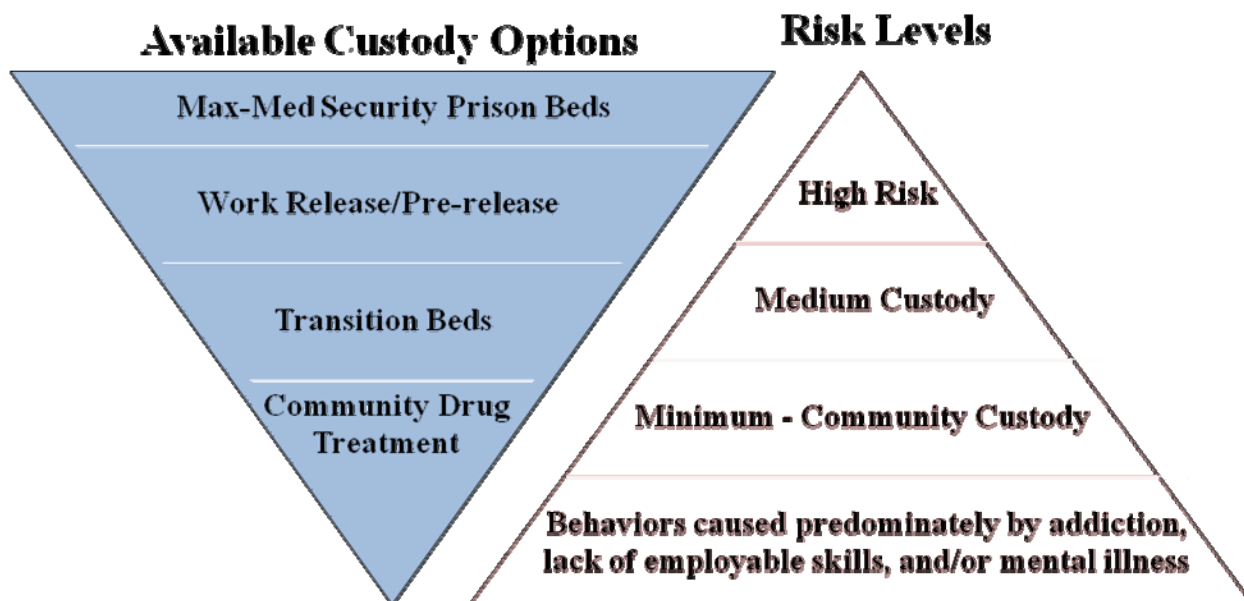 Available Custody Options
Max-Med Security Prison Beds
Work Release/Pre-release
Transition Beds
Community Drug
Treatment
Risk Levels
High Risk
Medium Custody
Minimum - Community Custody
Behaviors caused predominately by addiction,
lack of employable skills, and/or mental illness